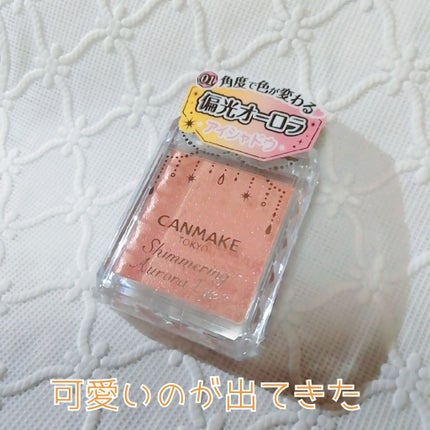 01 角度で色が変わる
偏光オーロラ
アイシャドウ
CANMAKE
TOKYO
Shimmering
Aurora
可愛いのが出てきた